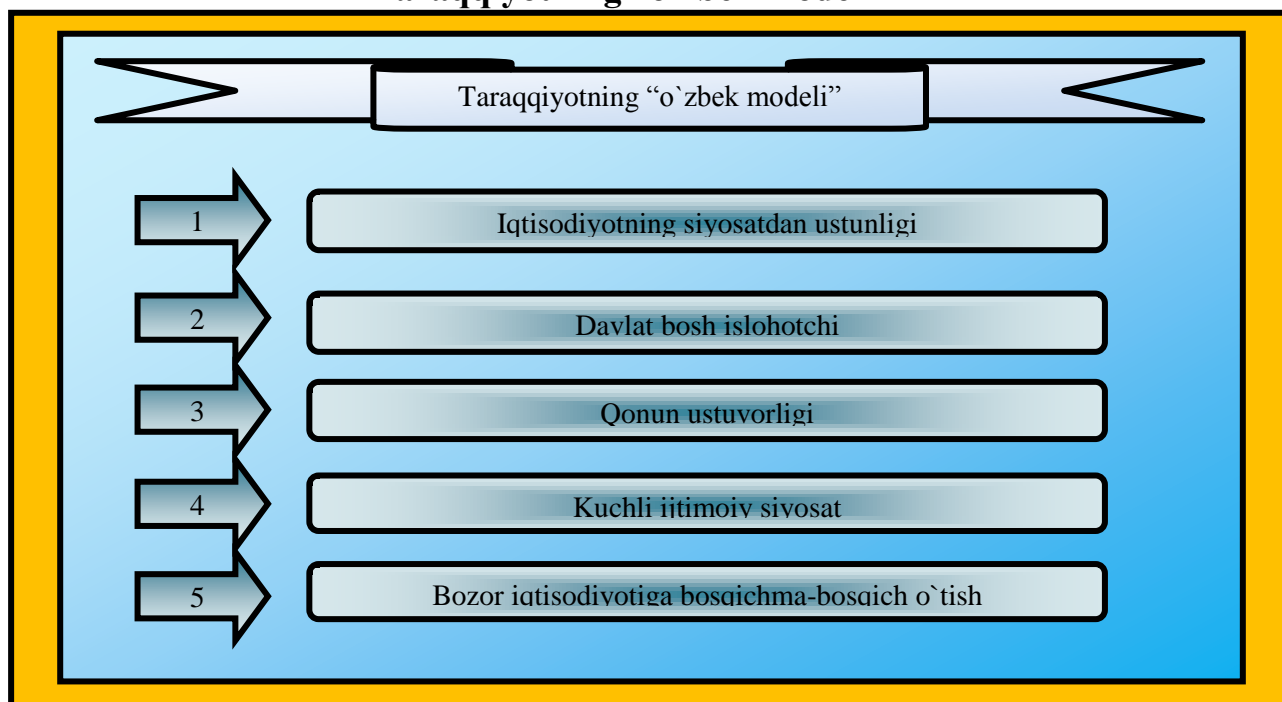 Taraqqiyotning “o`zbek modeli”
1
Iqtisodiyotning siyosatdan ustunligi
2
Davlat bosh islohotchi
3
Qonun ustuvorligi
4
Kuchli ijtimoiy siyosat
5
Bozor iqtisodiyotiga bosqichma-bosqich o`tish